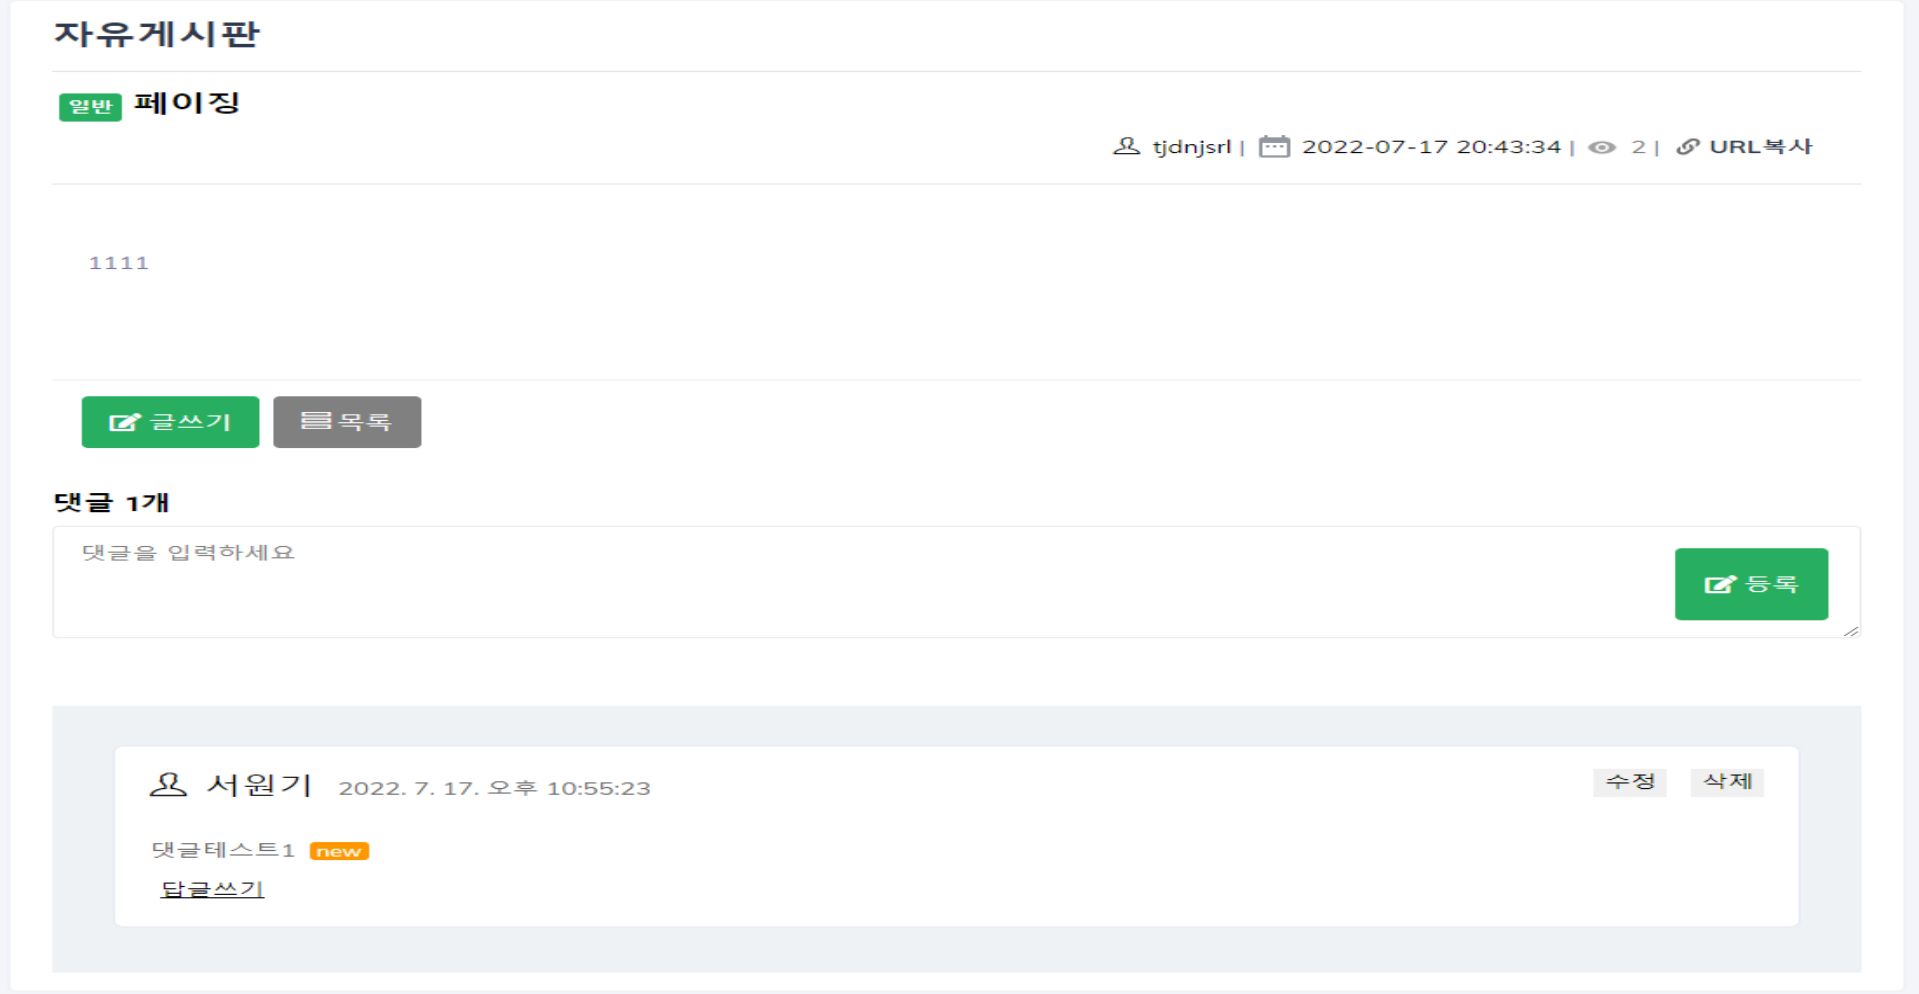 자유게시판
일반 페이징
tjdnjsrl | 2022-07-17 20:43:34 | 2 | URL복사
1111
글쓰기 목록
댓글 1개
댓글을 입력하세요
등록
서원기 2022. 7. 17. 오후 10:55:23 수정 삭제
댓글테스트1 new
답글쓰기